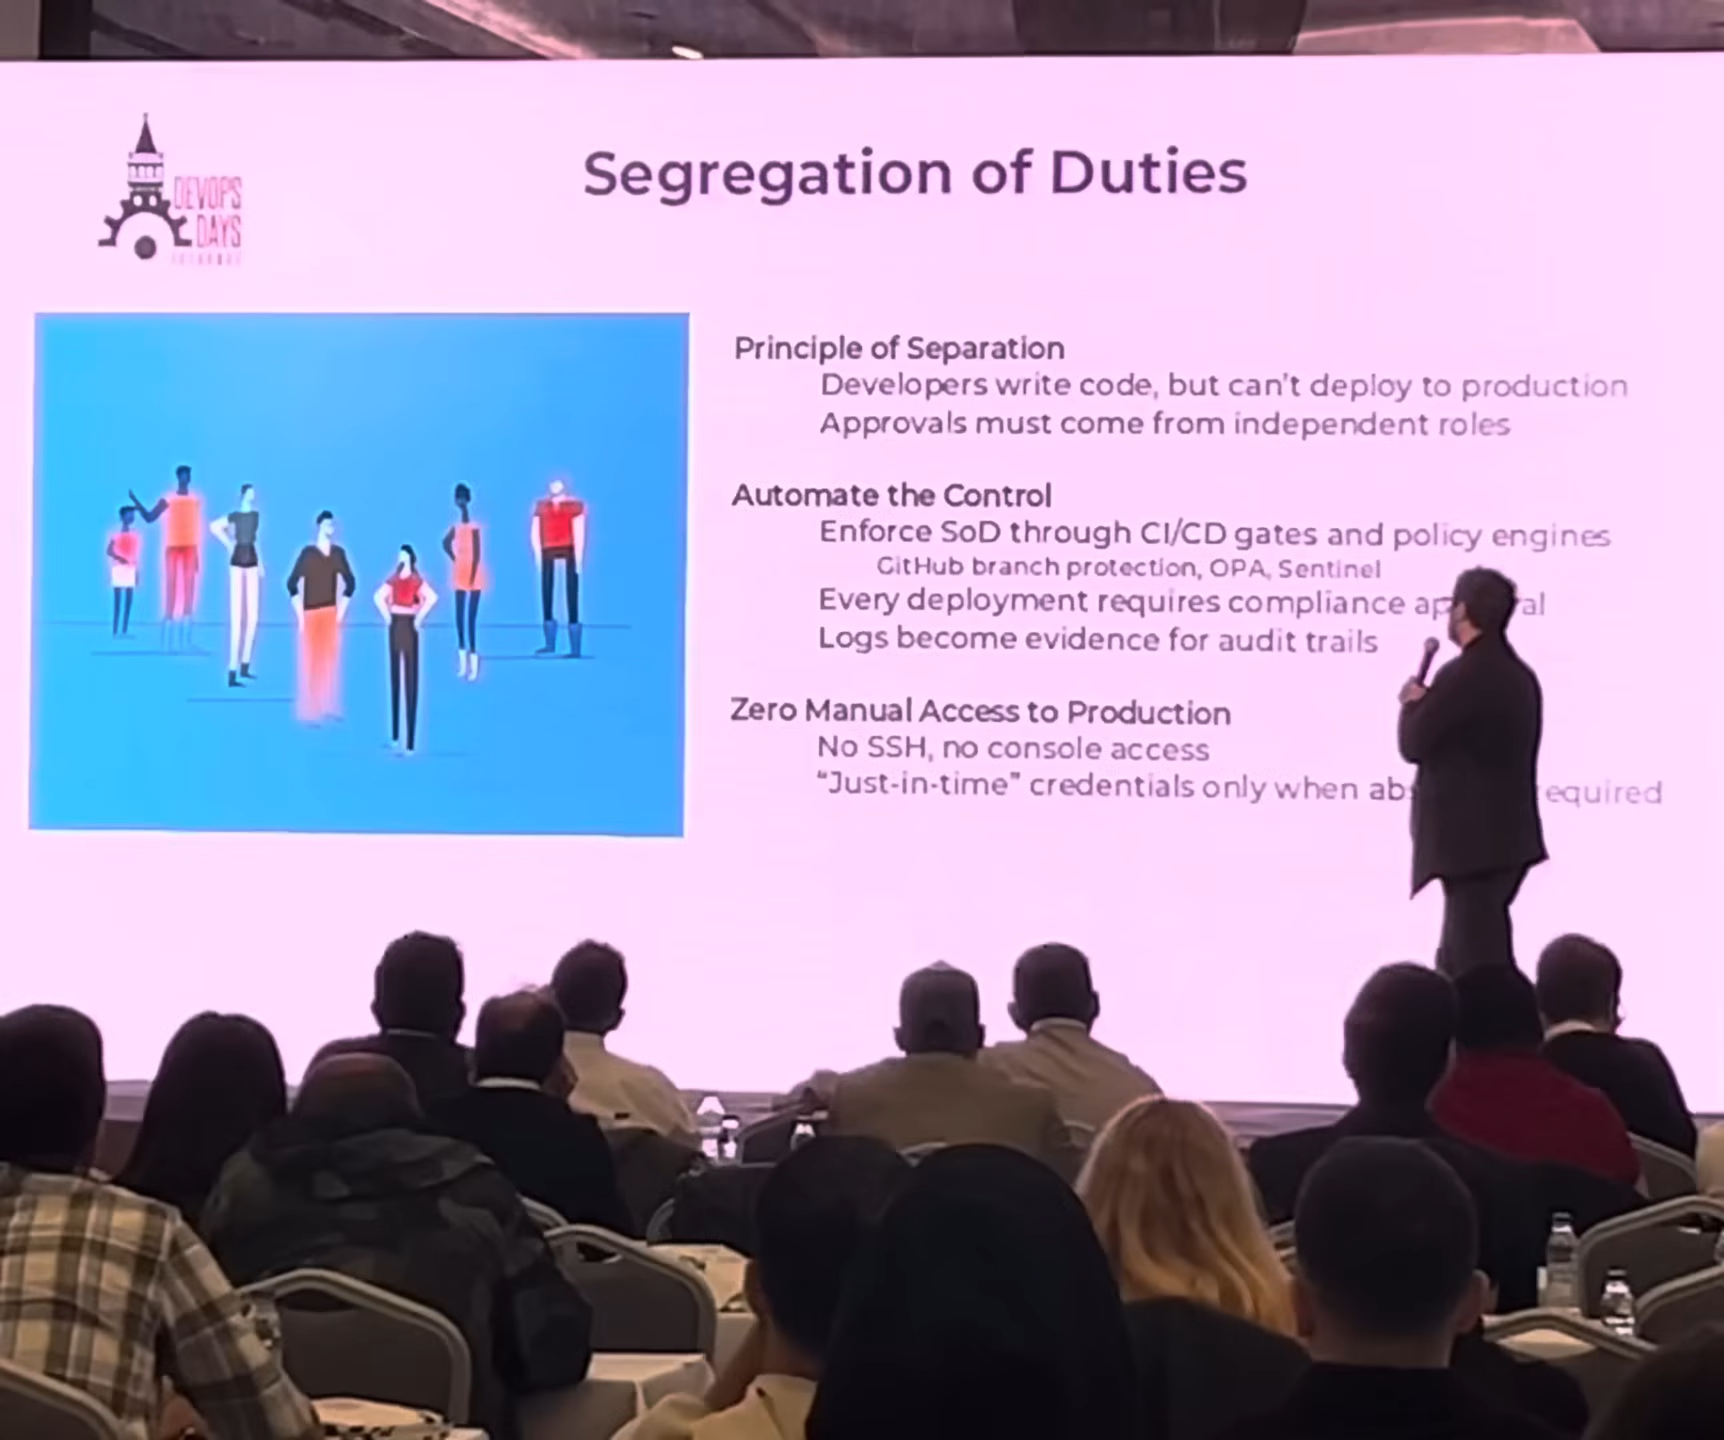 DEVOPS
DAYS
Segregation of Duties
Principle of Separation
Developers write code, but can't deploy to production
Approvals must come from independent roles
Automate the Control
Enforce SoD through CI/CD gates and policy engines
GitHub branch protection, OPA, Sentinel
Every deployment requires compliance
Logs become evidence for audit trails
Zero Manual Access to Production
No SSH, no console access
“Just-in-time” credentials only when